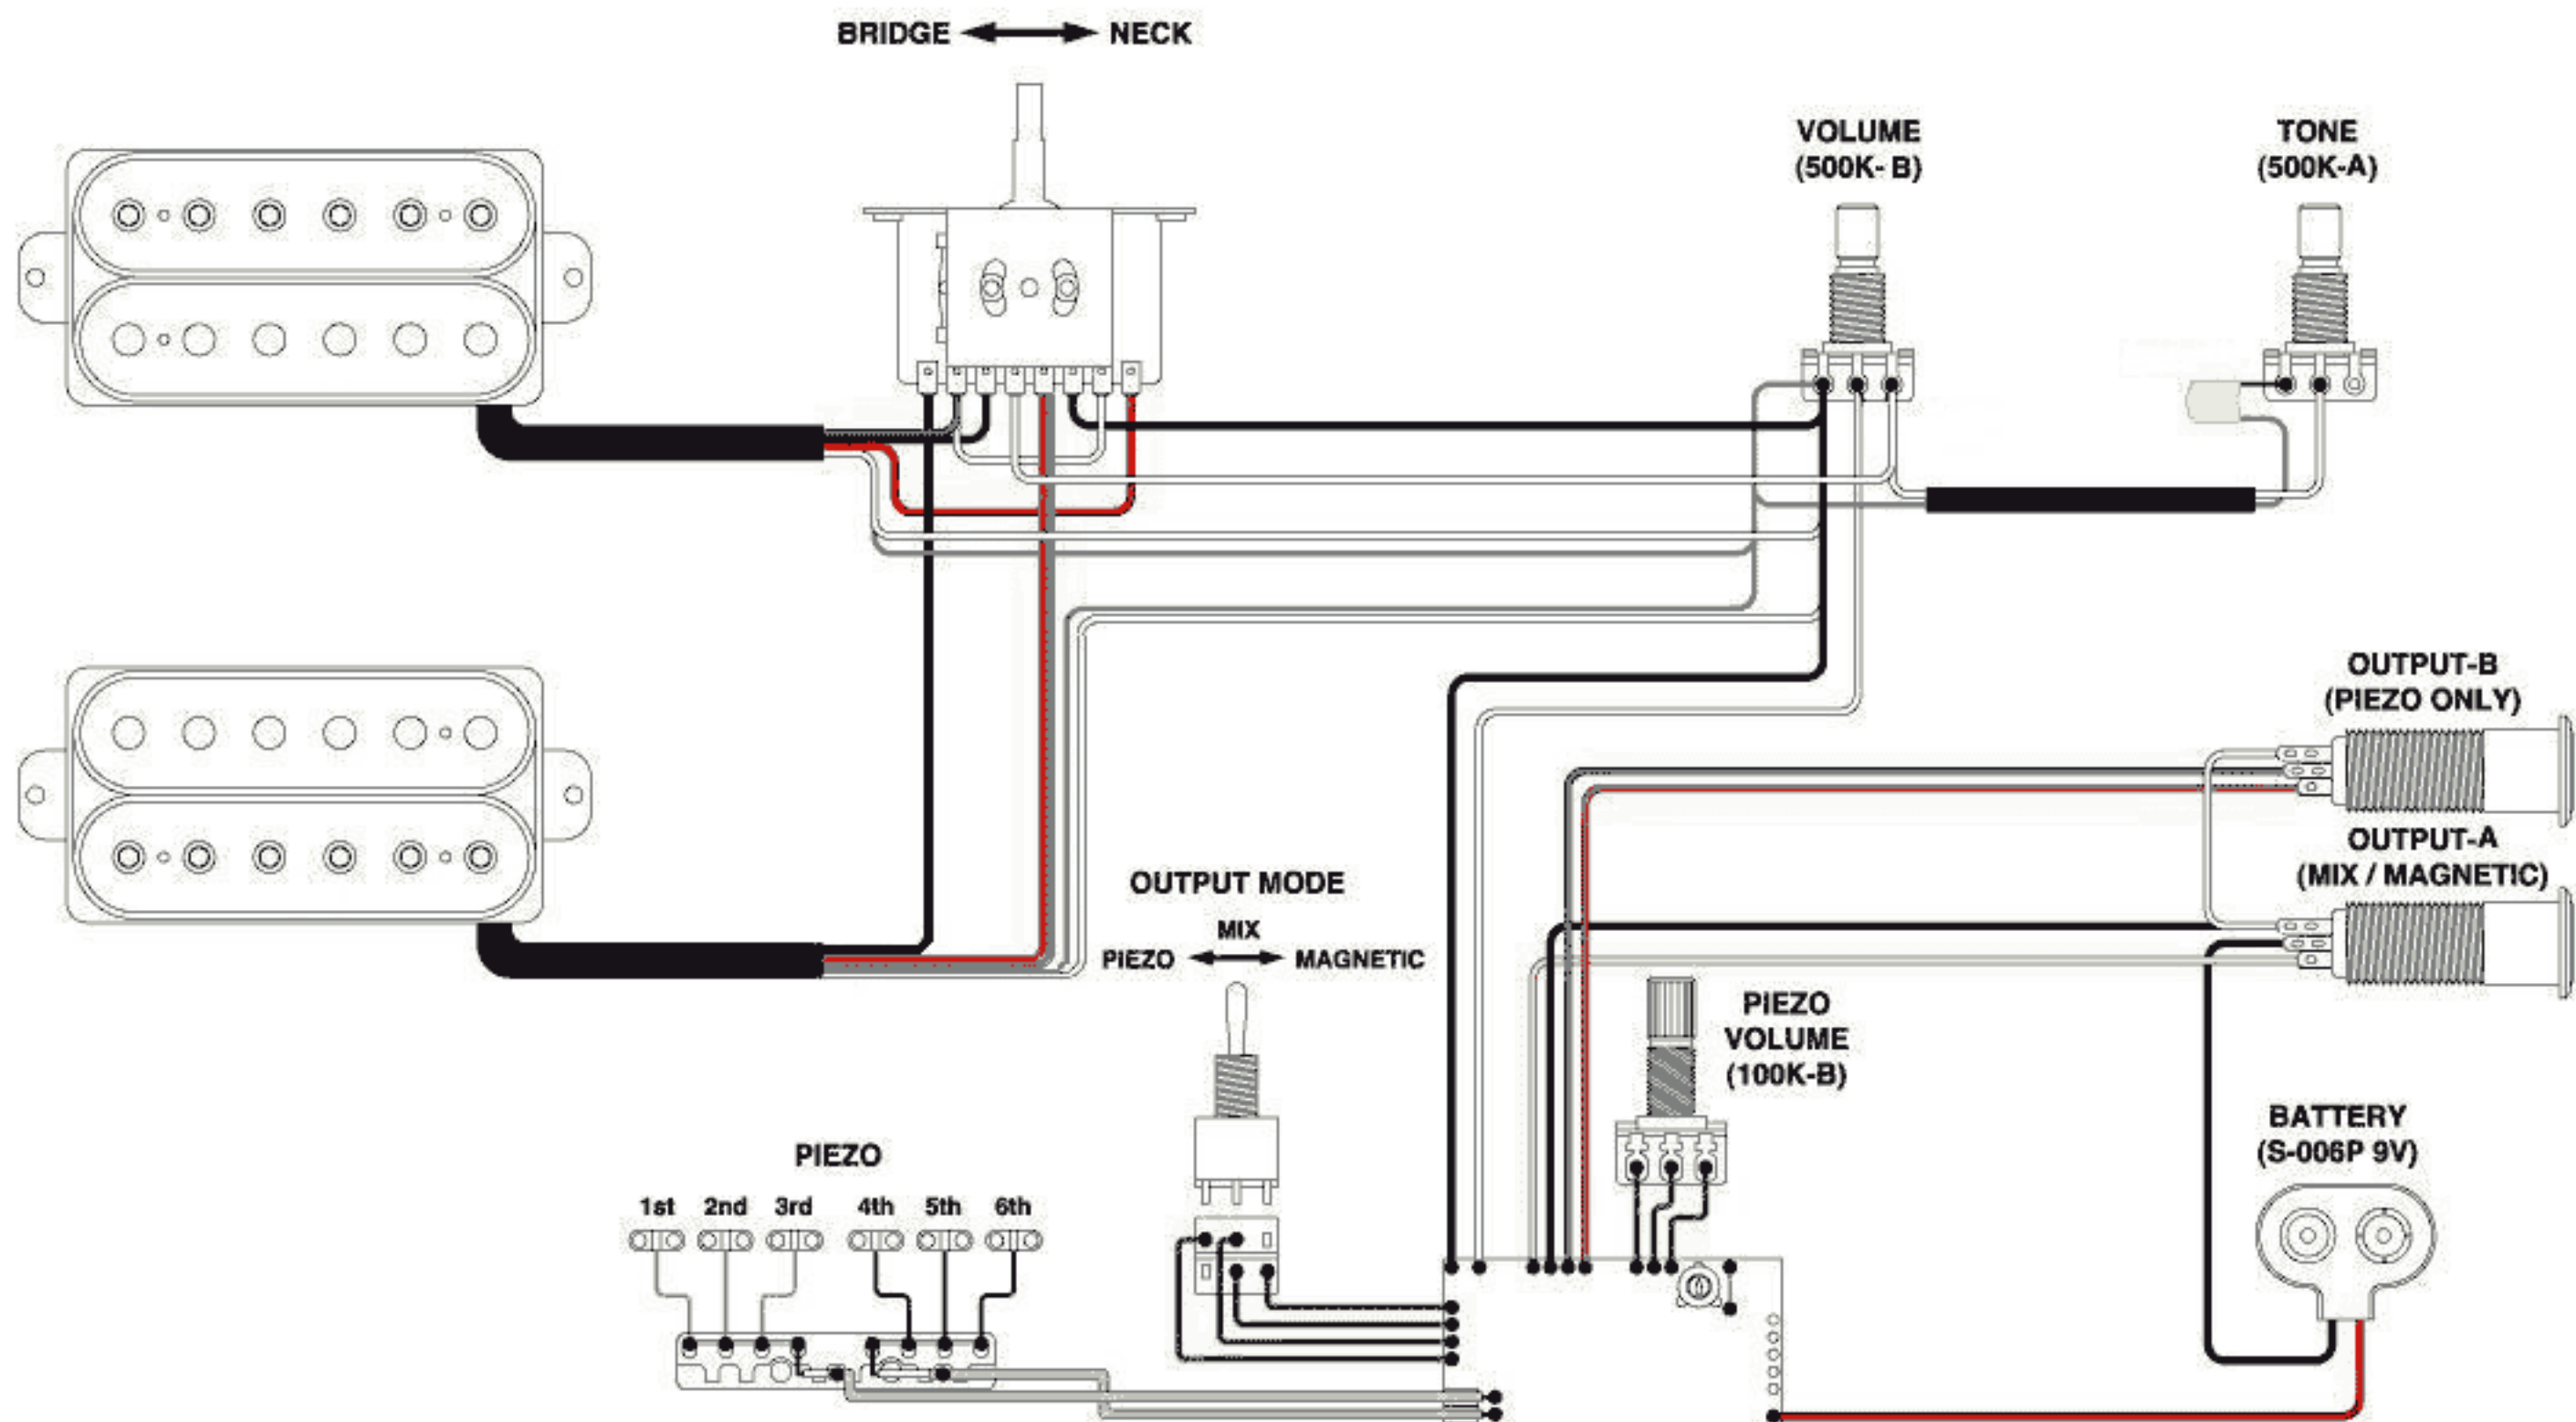 BRIDGE NECK
VOLUME
(500K- B)
TONE
(500K-A)
OUTPUT-B
(PIEZO ONLY)
OUTPUT-A
(MIX / MAGNETIC)
OUTPUT MODE
MIX
PIEZO MAGNETIC
PIEZO
VOLUME
(100K-B)
BATTERY
(S-006P 9V)
PIEZO
1st 2nd 3rd 4th 5th 6th